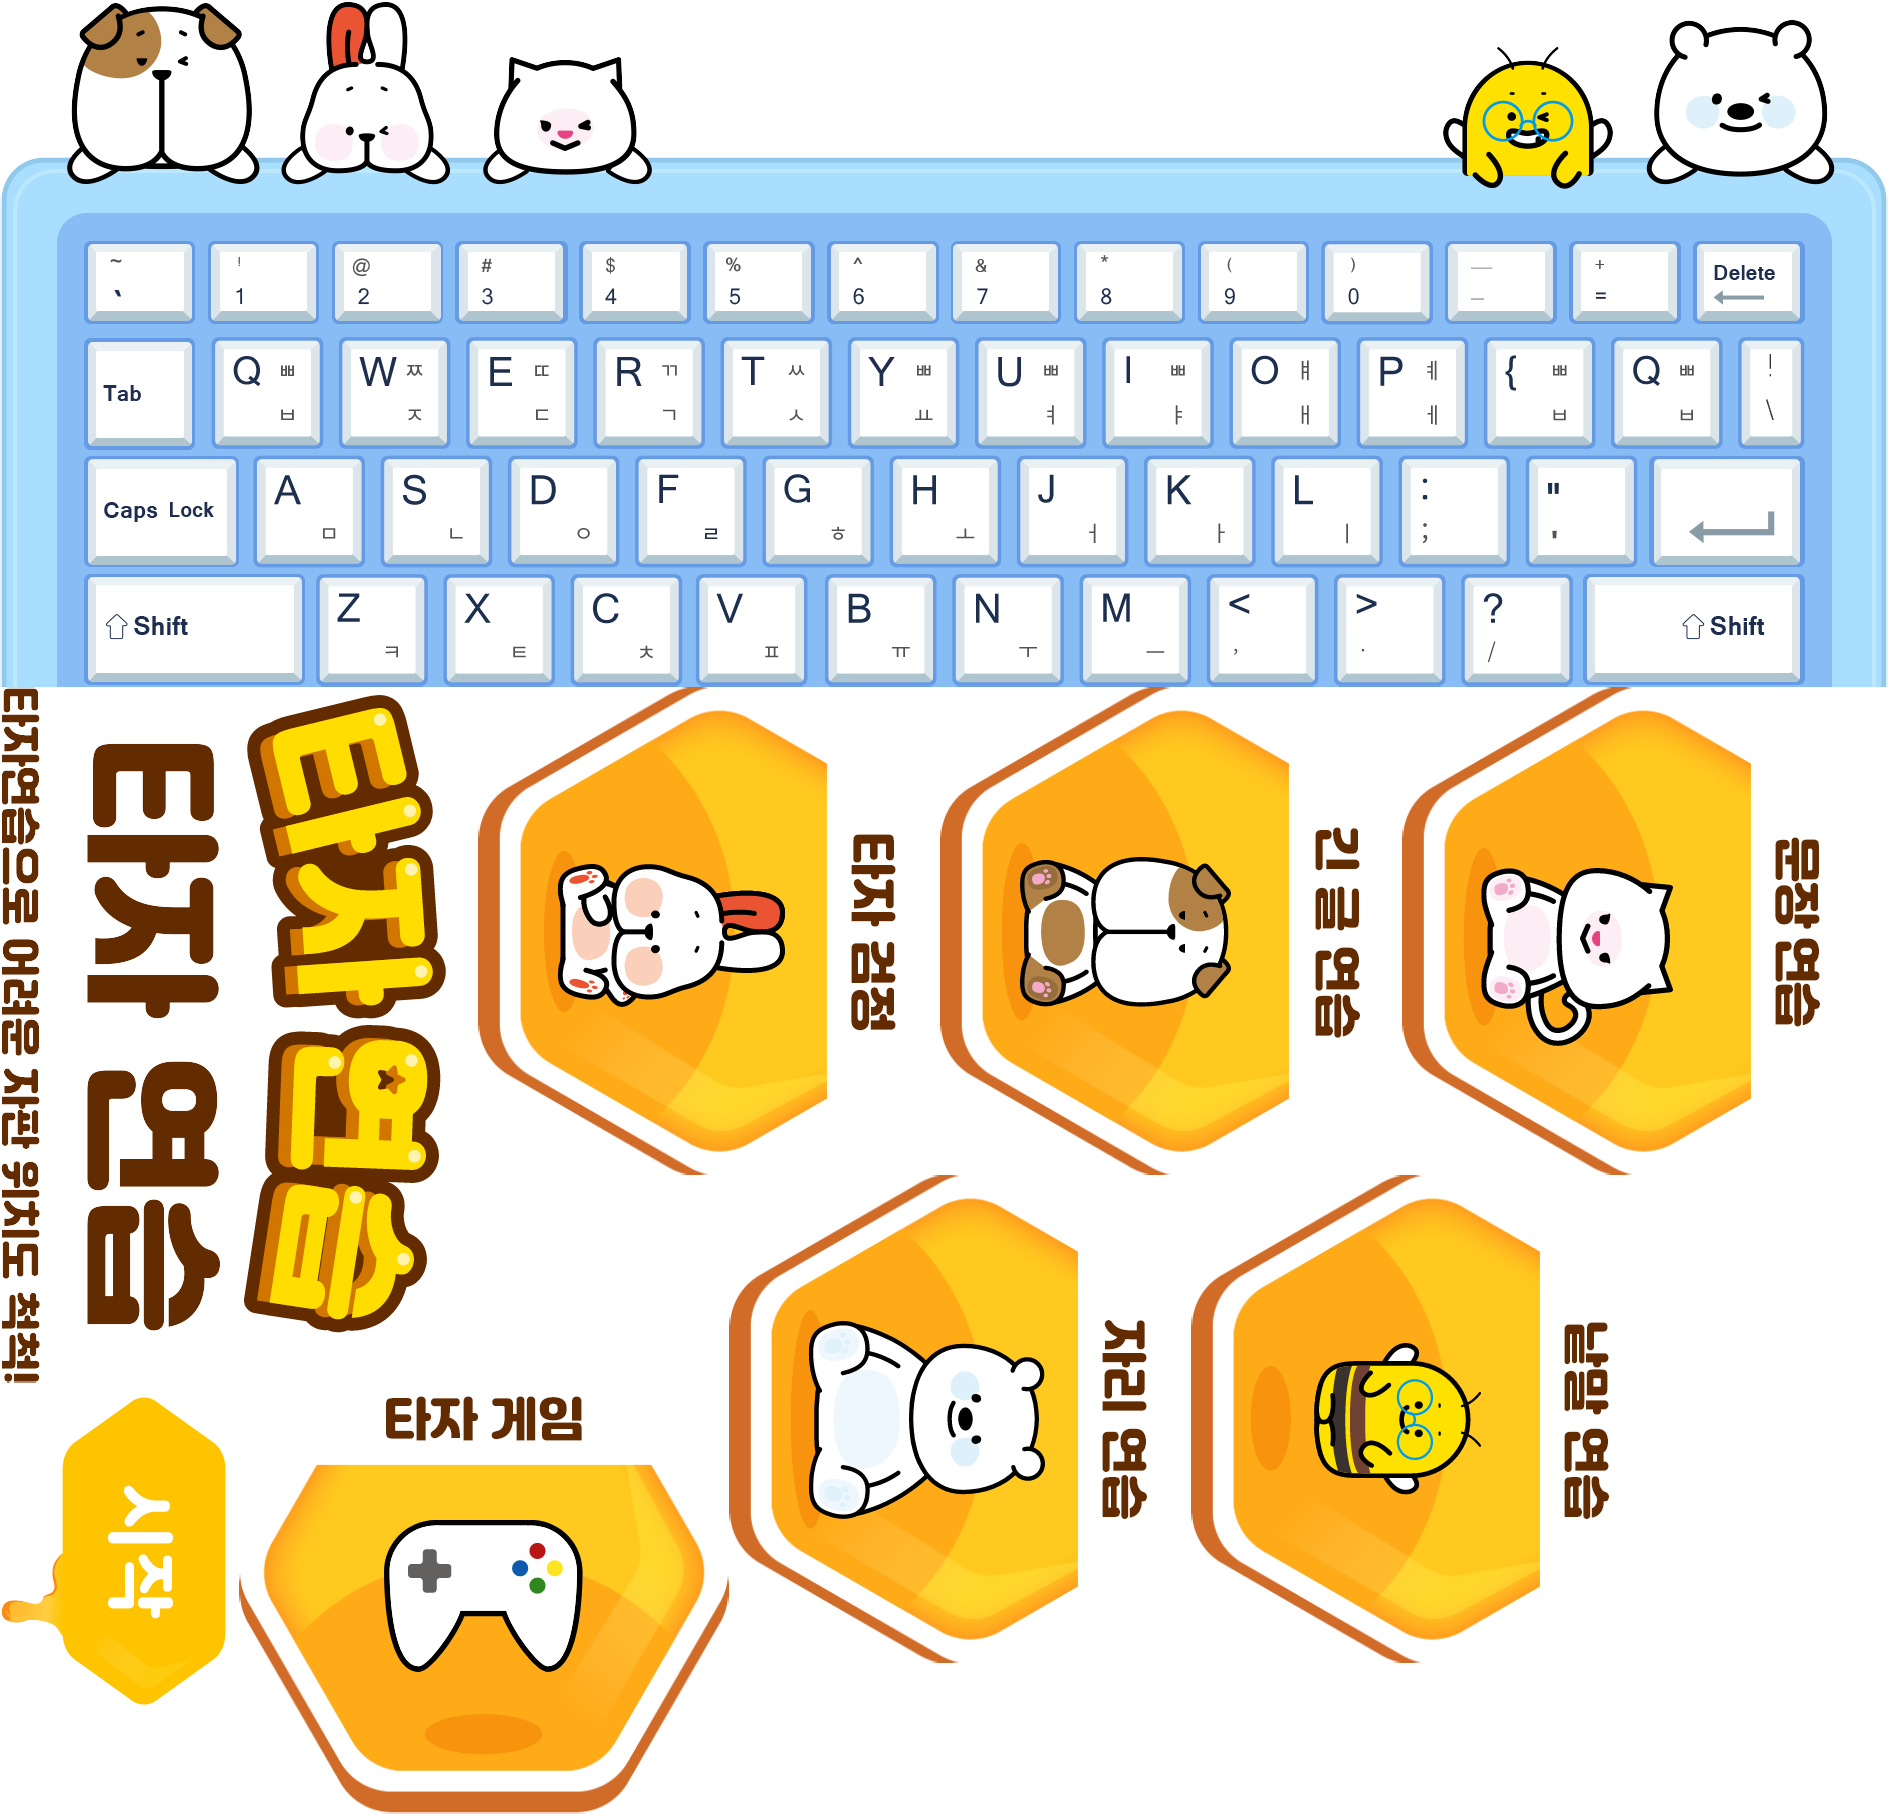 ~ ! @ # $ % ^ & * ( ) — +
` 1 2 3 4 5 6 7 8 9 0 – = Delete
Tab Q ㅃ W ㅉ E ㄸ R ㄲ T ㅆ Y ㅃ U ㅃ I ㅃ O ㅒ P ㅖ { ㅃ Q ㅃ |
ㅂ ㅈ ㄷ ㄱ ㅅ ㅛ ㅕ ㅑ ㅐ ㅔ ㅂ ㅂ \
Caps Lock A S D F G H J K L : "
ㅁ ㄴ ㅇ ㄹ ㅎ ㅗ ㅓ ㅏ ㅣ ; '
Shift Z X C V B N M < > ? Shift
ㅋ ㅌ ㅊ ㅍ ㅠ ㅜ ㅡ , . /
타자연습으로 어려운 자판 위치도 척척!
타자 연습
타자연습
타자 검정
긴 글 연습
문장 연습
자리 연습
낱말 연습
타자 게임
시작